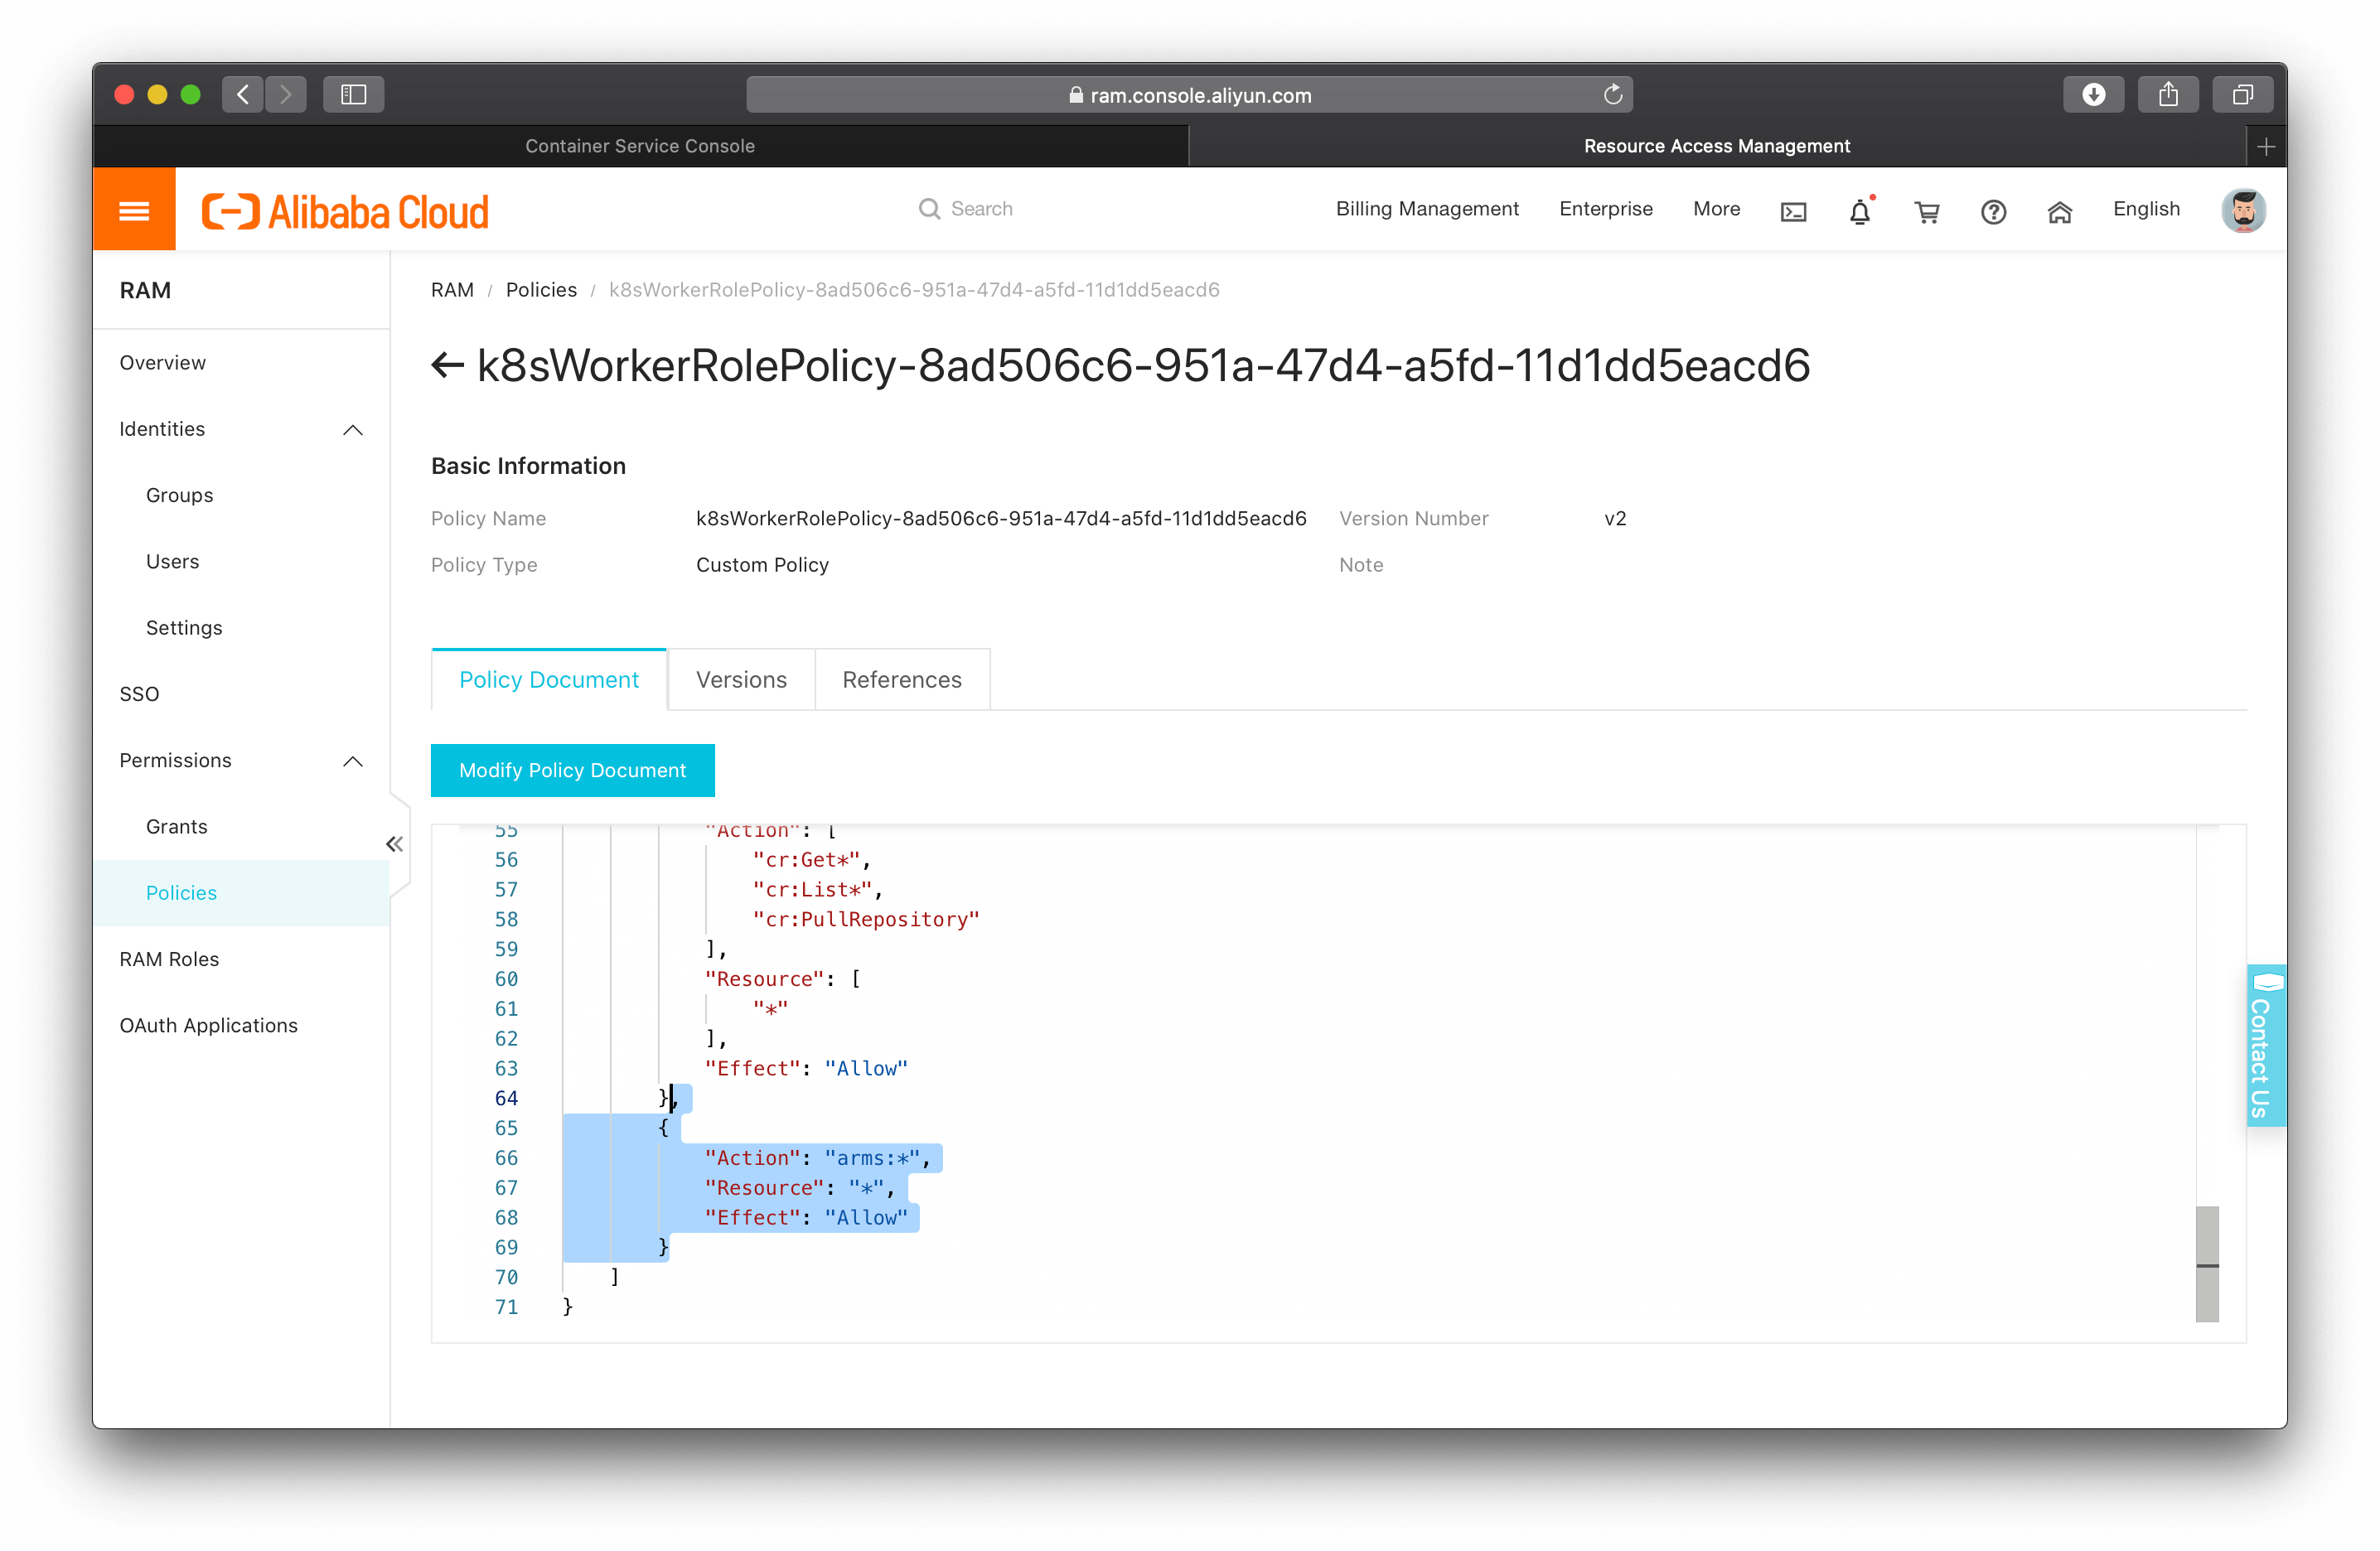 ram.console.aliyun.com
Container Service Console
Resource Access Management
Alibaba Cloud
Search
Billing Management
Enterprise
More
English
RAM
Overview
Identities
Groups
Users
Settings
SSO
Permissions
Grants
Policies
RAM Roles
OAuth Applications
RAM / Policies / k8sWorkerRolePolicy-8ad506c6-951a-47d4-a5fd-11d1dd5eacd6
← k8sWorkerRolePolicy-8ad506c6-951a-47d4-a5fd-11d1dd5eacd6
Basic Information
Policy Name k8sWorkerRolePolicy-8ad506c6-951a-47d4-a5fd-11d1dd5eacd6 Version Number v2
Policy Type Custom Policy Note
Policy Document Versions References
Modify Policy Document
55 "Action": [
56 "cr:Get*",
57 "cr:List*",
58 "cr:PullRepository"
59 ],
60 "Resource": [
61 "*"
62 ],
63 "Effect": "Allow"
64 },
65 {
66 "Action": "arms:*",
67 "Resource": "*",
68 "Effect": "Allow"
69 }
70 ]
71 }
Contact Us